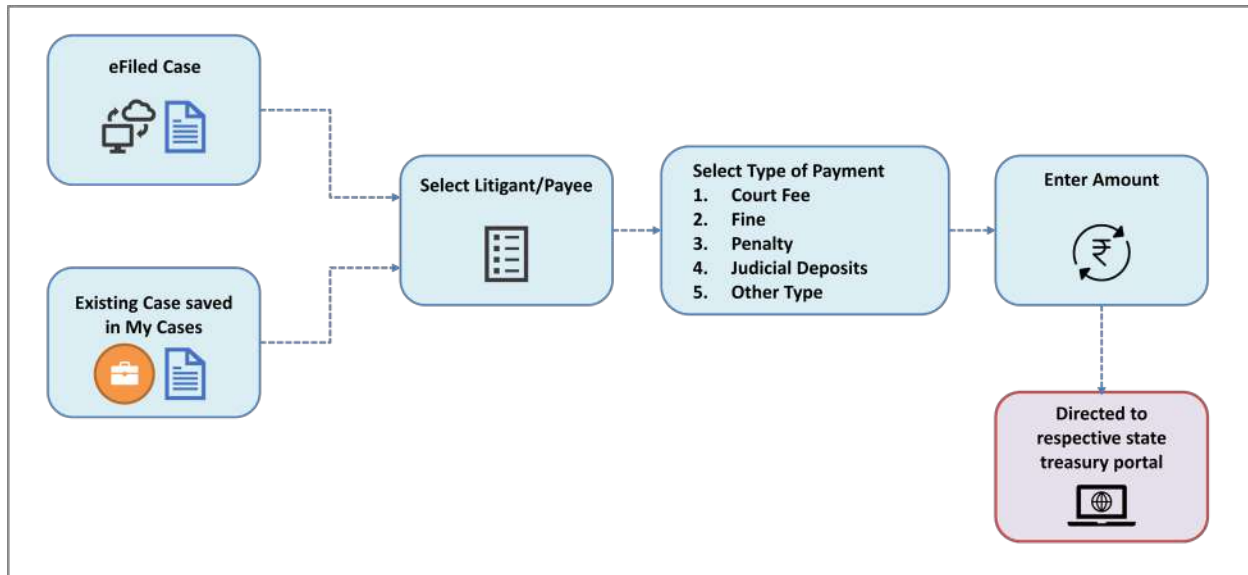 eFiled Case
Existing Case saved
in My Cases
Select Litigant/Payee
Select Type of Payment
1. Court Fee
2. Fine
3. Penalty
4. Judicial Deposits
5. Other Type
Enter Amount
₹
Directed to
respective state
treasury portal